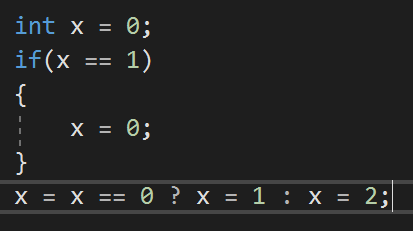 int x = 0;
if(x == 1)
{
    x = 0;
}
x = x == 0 ? x = 1 : x = 2;